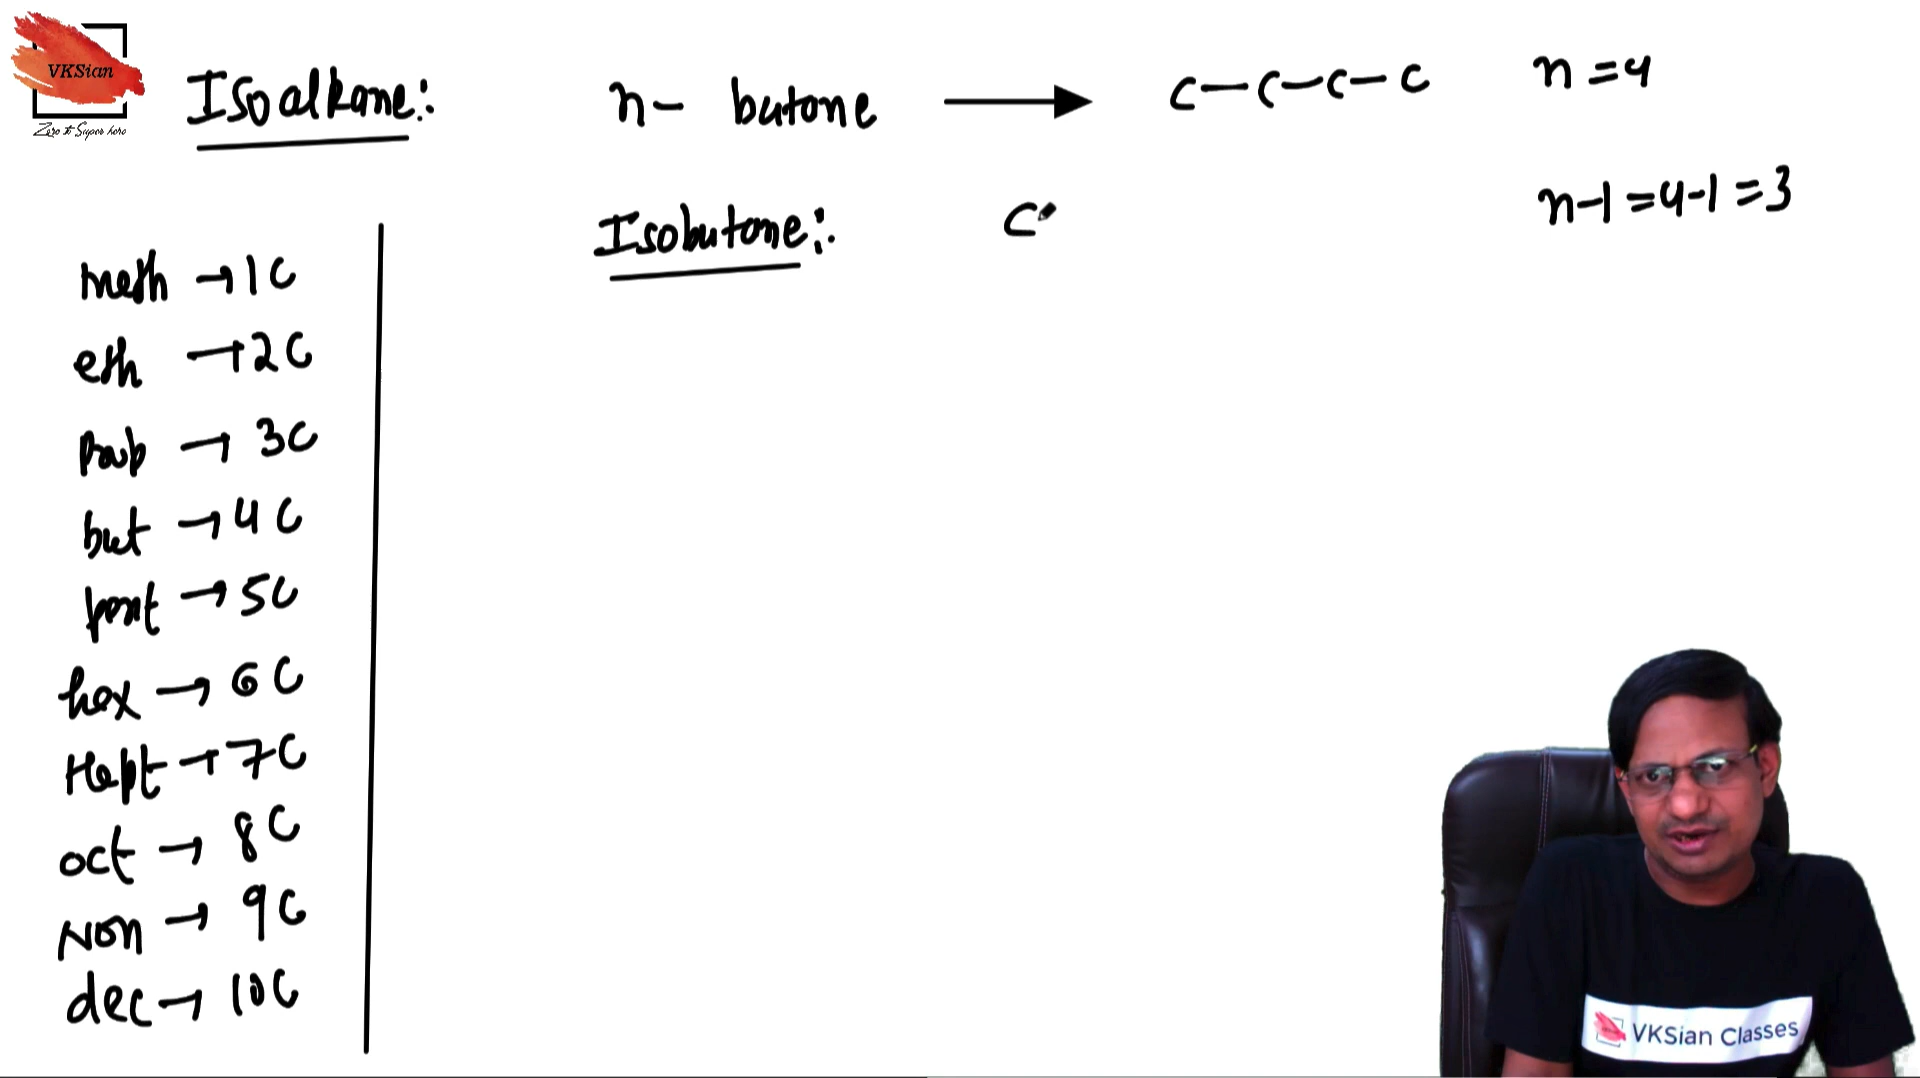 VKSian
Zero to Super hero
Isoalkane:
n- butane → C-C-C-C n=4
Isobutane:. C n-1=4-1=3
meth → 1C
eth → 2C
Prop → 3C
but → 4C
pent → 5C
hex → 6C
Hept → 7C
oct → 8C
Non → 9C
dec → 10C
VKSian Classes